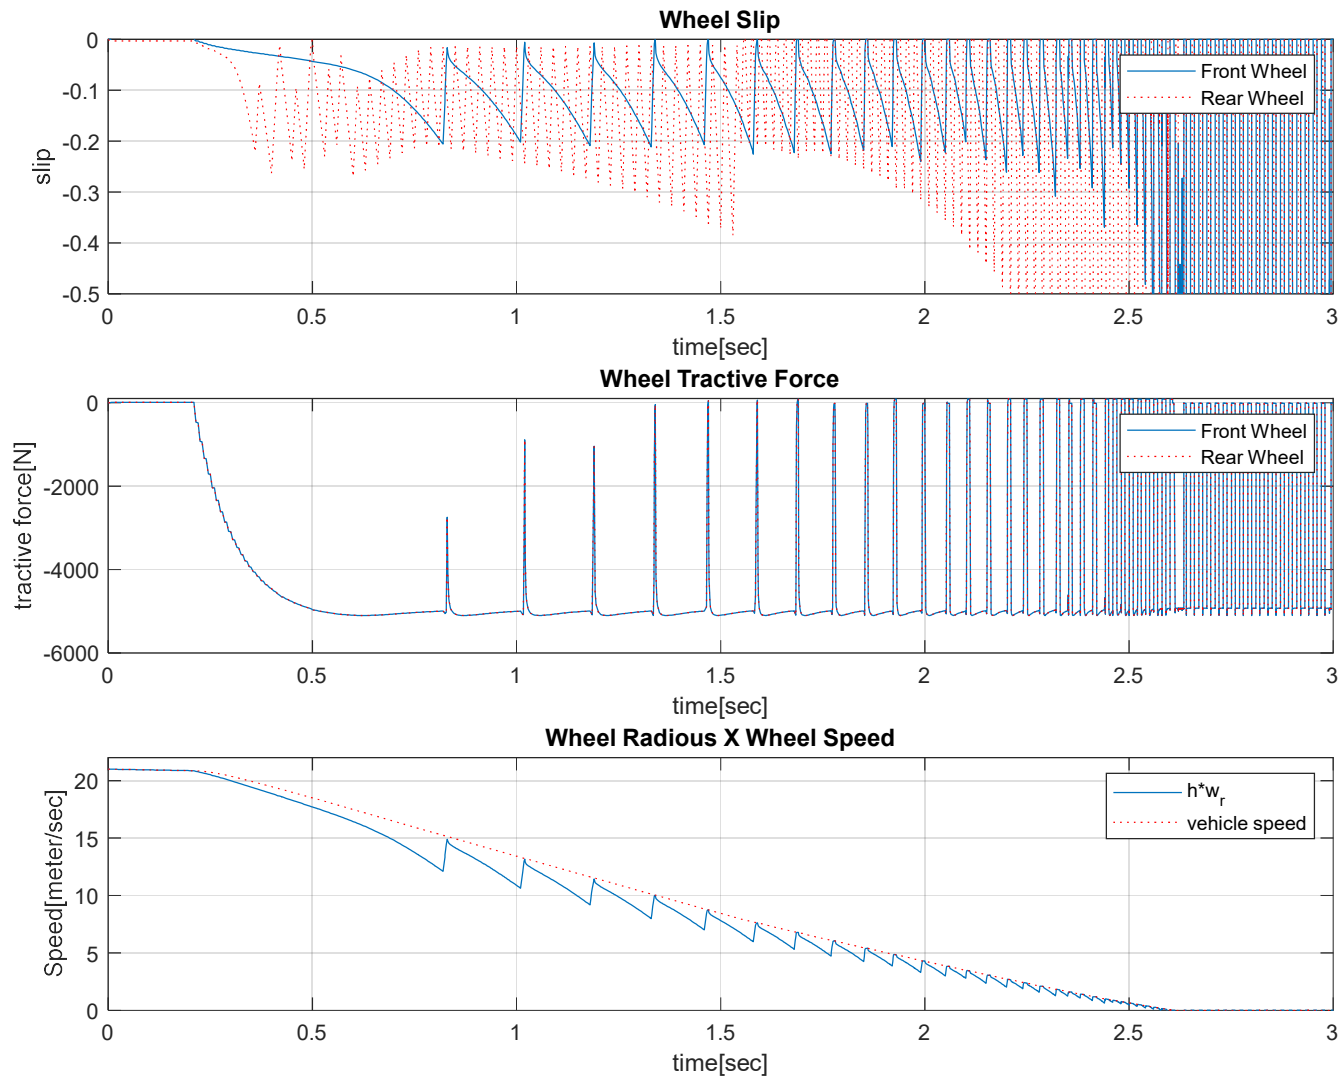 Wheel Slip
0
-0.1
-0.2
-0.3
-0.4
-0.5
slip
Front Wheel
Rear Wheel
0 0.5 1 1.5 2 2.5 3
time[sec]
Wheel Tractive Force
0
-2000
-4000
-6000
tractive force[N]
Front Wheel
Rear Wheel
0 0.5 1 1.5 2 2.5 3
time[sec]
Wheel Radious X Wheel Speed
20
15
10
5
0
Speed[meter/sec]
h*w_r
vehicle speed
0 0.5 1 1.5 2 2.5 3
time[sec]